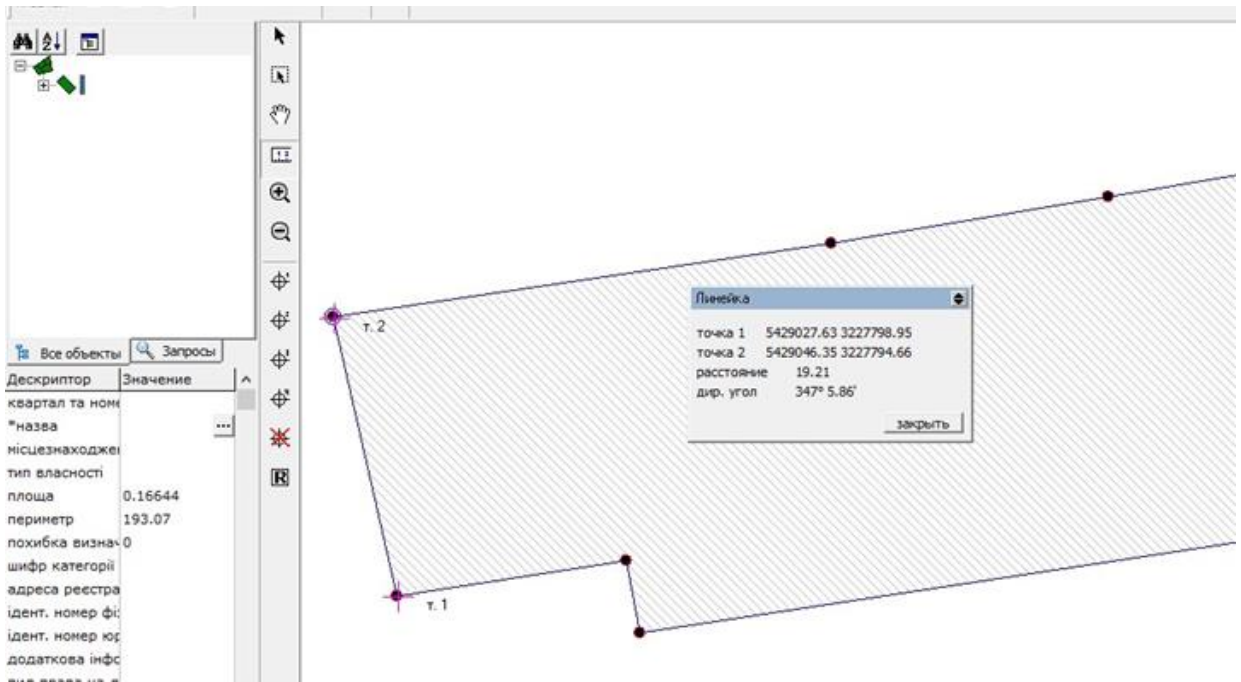 Все объекты
Запросы
Дескриптор Значение
квартал та номе
*назва ...
місцезнаходжен
тип власності
площа 0.16644
периметр 193.07
похибка визнач 0
шифр категорії
адреса реєстра
ідент. номер фіз
ідент. номер юр
додаткова інфо
т. 2
т. 1
Линейка
точка 1 5429027.63 3227798.95
точка 2 5429046.35 3227794.66
расстояние 19.21
дир. угол 347° 5.86'
закрыть
R